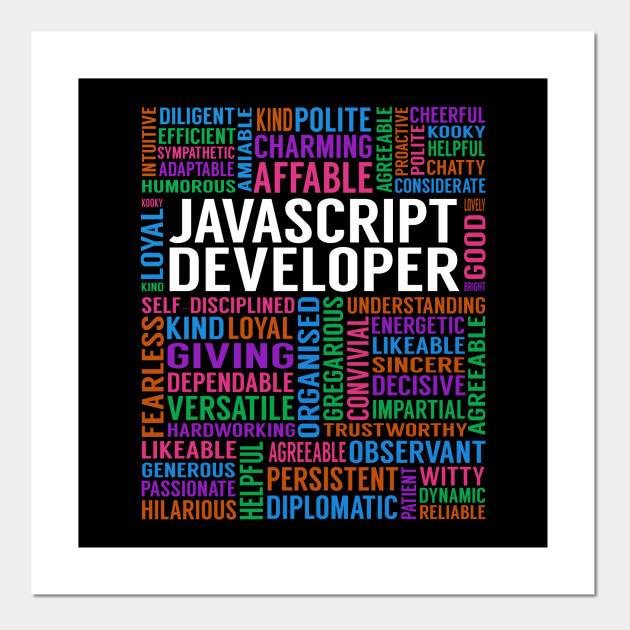 INTUITIVE
DILIGENT
EFFICIENT
SYMPATHETIC
ADAPTABLE
HUMOROUS
AMIABLE
KIND POLITE
CHARMING
AFFABLE
AGREEABLE
PROACTIVE
POLITE
CHEERFUL
KOOKY
HELPFUL
CHATTY
CONSIDERATE
KOOKY
LOYAL
KIND
JAVASCRIPT
DEVELOPER
LOVELY
GOOD
BRIGHT
SELF-DISCIPLINED
FEARLESS
KIND LOYAL
GIVING
DEPENDABLE
VERSATILE
HARDWORKING
ORGANISED
GREGARIOUS
UNDERSTANDING
CONVIVIAL
ENERGETIC
LIKEABLE
SINCERE
DECISIVE
IMPARTIAL
AGREEABLE
TRUSTWORTHY
LIKEABLE
GENEROUS
PASSIONATE
HILARIOUS
HELPFUL
AGREEABLE OBSERVANT
PERSISTENT
DIPLOMATIC
PATIENT
WITTY
DYNAMIC
RELIABLE